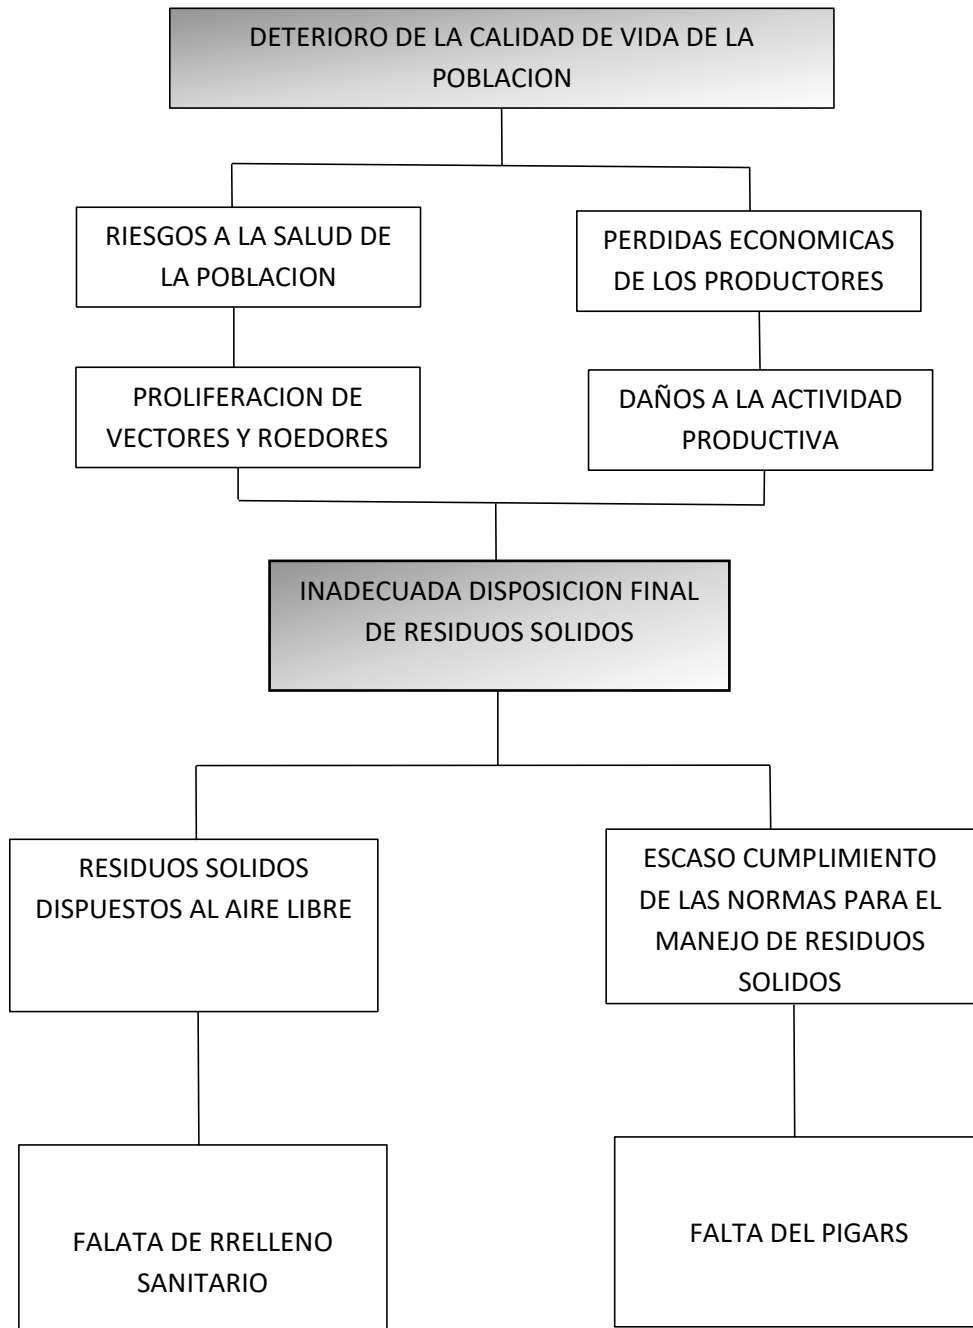 DETERIORO DE LA CALIDAD DE VIDA DE LA
POBLACION
RIESGOS A LA SALUD DE
LA POBLACION
PERDIDAS ECONOMICAS
DE LOS PRODUCTORES
PROLIFERACION DE
VECTORES Y ROEDORES
DAÑOS A LA ACTIVIDAD
PRODUCTIVA
INADECUADA DISPOSICION FINAL
DE RESIDUOS SOLIDOS
RESIDUOS SOLIDOS
DISPUESTOS AL AIRE LIBRE
ESCASO CUMPLIMIENTO
DE LAS NORMAS PARA EL
MANEJO DE RESIDUOS
SOLIDOS
FALATA DE RRELLENO
SANITARIO
FALTA DEL PIGARS